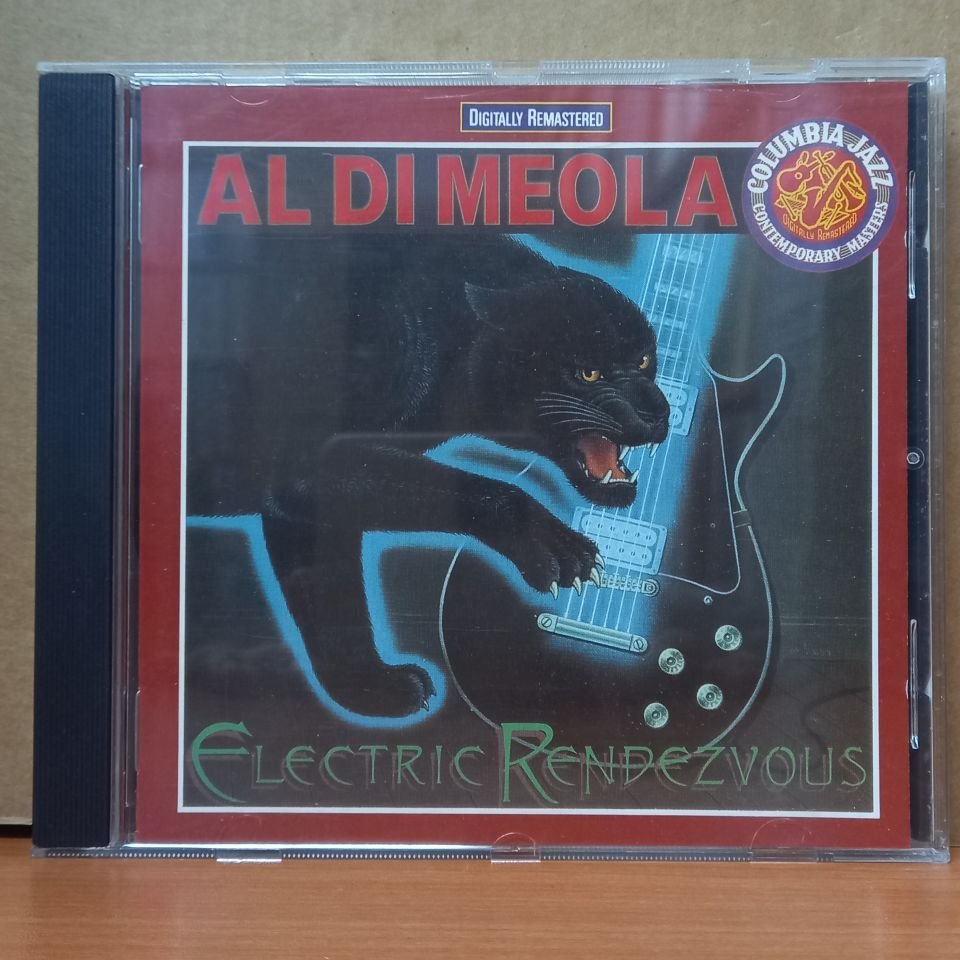 DIGITALLY REMASTERED
AL DI MEOLA
COLUMBIA JAZZ
DIGITALLY REMASTERED
CONTEMPORARY MASTERS
ELECTRIC RENDEZVOUS